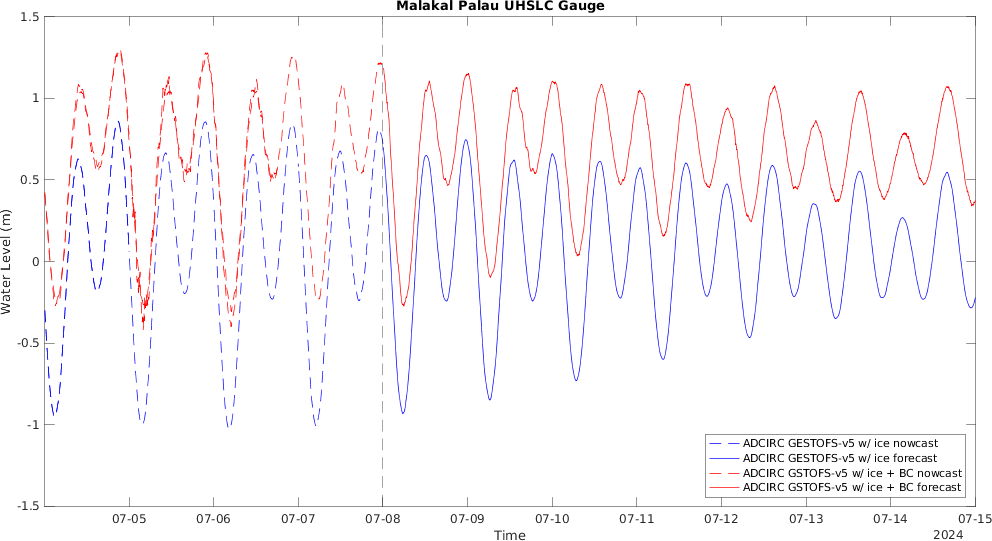 Malakal Palau UHSLC Gauge
1.5
1
0.5
0
-0.5
-1
-1.5
Water Level (m)
07-05 07-06 07-07 07-08 07-09 07-10 07-11 07-12 07-13 07-14 07-15
Time
2024
ADCIRC GESTOFS-v5 w/ ice nowcast
ADCIRC GESTOFS-v5 w/ ice forecast
ADCIRC GSTOFS-v5 w/ ice + BC nowcast
ADCIRC GSTOFS-v5 w/ ice + BC forecast